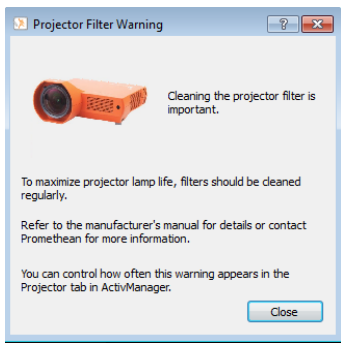 Projector Filter Warning
Cleaning the projector filter is
important.
To maximize projector lamp life, filters should be cleaned
regularly.
Refer to the manufacturer's manual for details or contact
Promethean for more information.
You can control how often this warning appears in the
Projector tab in ActivManager.
Close